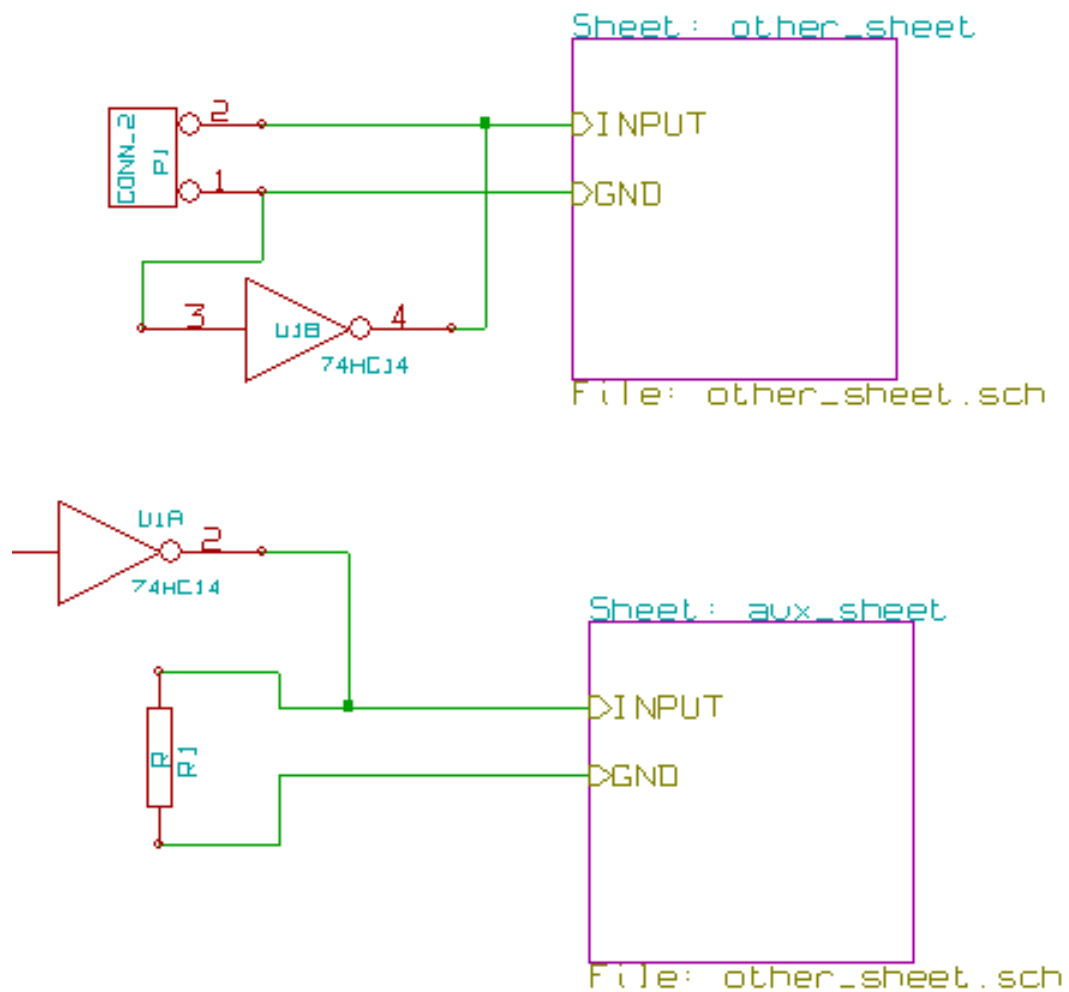 Sheet: other_sheet
2
INPUT
CONN_2
P1
1
GND
3
U1B
4
74HC14
File: other_sheet.sch
U1A
2
74HC14
Sheet: aux_sheet
INPUT
R
R1
GND
File: other_sheet.sch